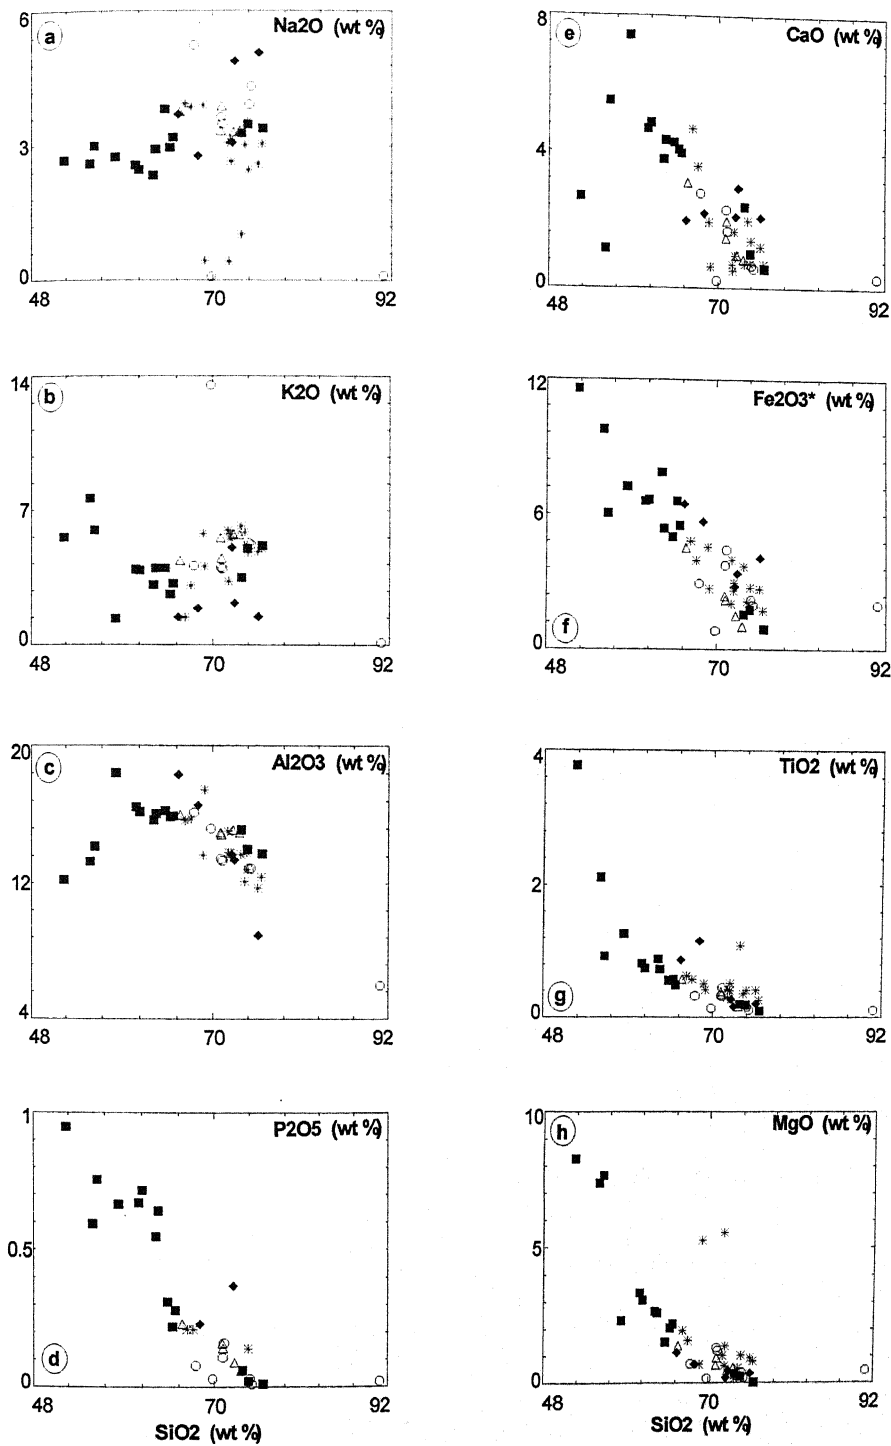 6
a
Na2O (wt %)
3
0
48
70
92
8
e
CaO (wt %)
4
0
48
70
92
14
b
K2O (wt %)
7
0
48
70
92
12
Fe2O3* (wt %)
6
f
0
48
70
92
20
c
Al2O3 (wt %)
12
4
48
70
92
4
TiO2 (wt %)
2
g
0
48
70
92
1
P2O5 (wt %)
0.5
d
0
48
70
92
SiO2 (wt %)
10
h
MgO (wt %)
5
0
48
70
92
SiO2 (wt %)